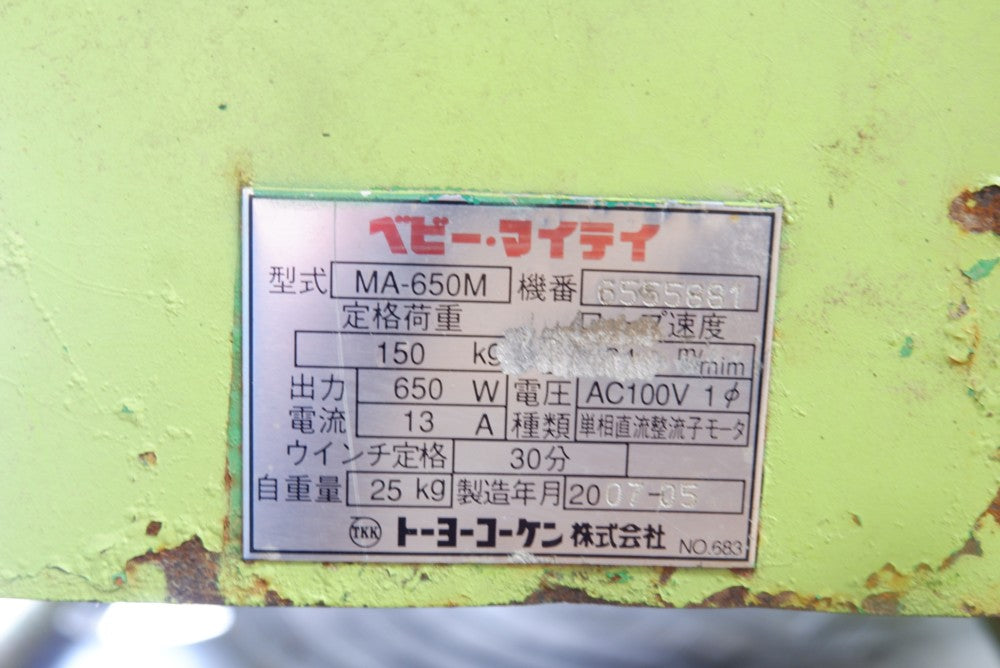 ベビー・マイティ
型式 MA-650M 機番 6555881
定格荷重 速度
150 kg m/mim
出力 650 W 電圧 AC100V 1φ
電流 13 A 種類 単相直流整流子モータ
ウインチ定格 30分
自重量 25 kg 製造年月 2007-05
TKK トーヨーコーケン 株式会社 NO.683